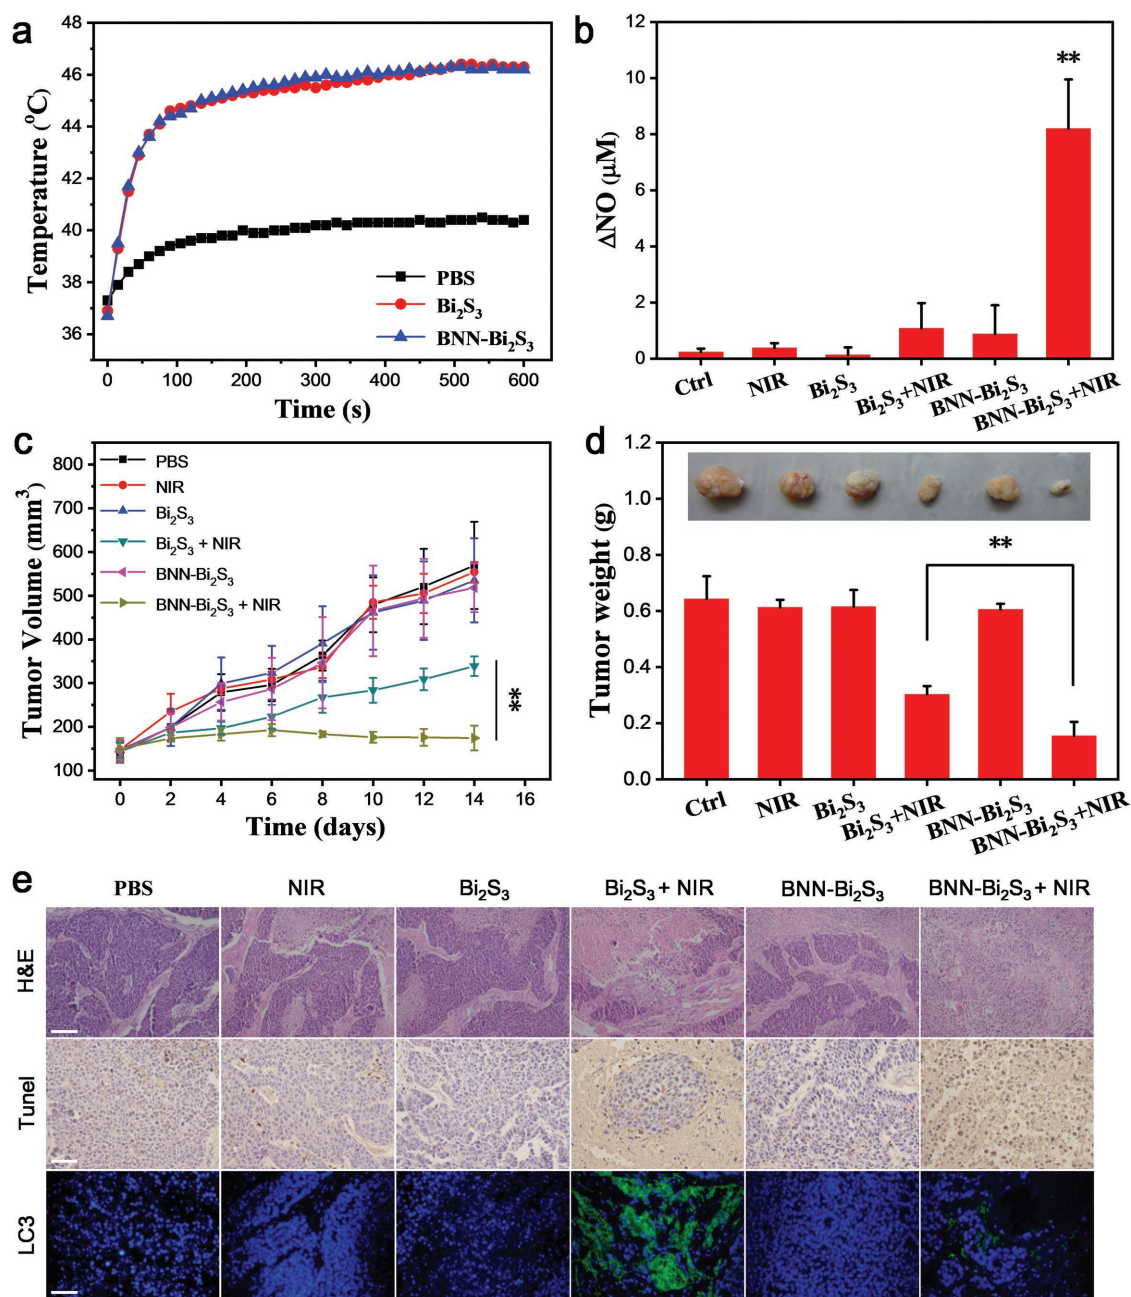 a
48
46
44
42
40
38
36
Temperature (°C)
PBS
Bi₂S₃
BNN-Bi₂S₃
0 100 200 300 400 500 600
Time (s)
b
12
10
8
6
4
2
0
ΔNO (μM)
**
Ctrl
NIR
Bi₂S₃
Bi₂S₃+NIR
BNN-Bi₂S₃
BNN-Bi₂S₃+NIR
c
800
700
600
500
400
300
200
100
Tumor Volume (mm³)
PBS
NIR
Bi₂S₃
Bi₂S₃ + NIR
BNN-Bi₂S₃
BNN-Bi₂S₃ + NIR
**
0 2 4 6 8 10 12 14 16
Time (days)
d
1.2
1.0
0.8
0.6
0.4
0.2
0.0
Tumor weight (g)
**
Ctrl
NIR
Bi₂S₃
Bi₂S₃+NIR
BNN-Bi₂S₃
BNN-Bi₂S₃+NIR
e
PBS NIR Bi₂S₃ Bi₂S₃ + NIR BNN-Bi₂S₃ BNN-Bi₂S₃ + NIR
H&E
Tunel
LC3